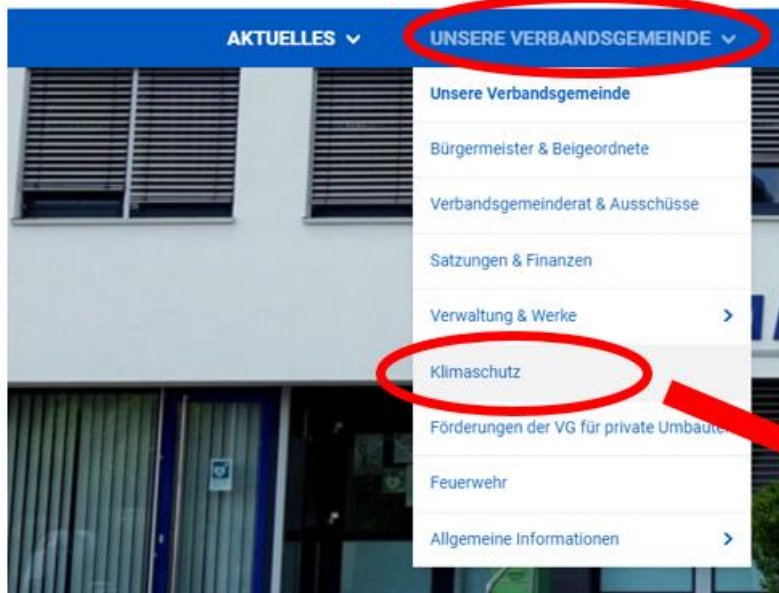 AKTUELLES
UNSERE VERBANDSGEMEINDE
Unsere Verbandsgemeinde
Bürgermeister & Beigeordnete
Verbandsgemeinderat & Ausschüsse
Satzungen & Finanzen
Verwaltung & Werke
Klimaschutz
Förderungen der VG für private
Feuerwehr
Allgemeine Informationen